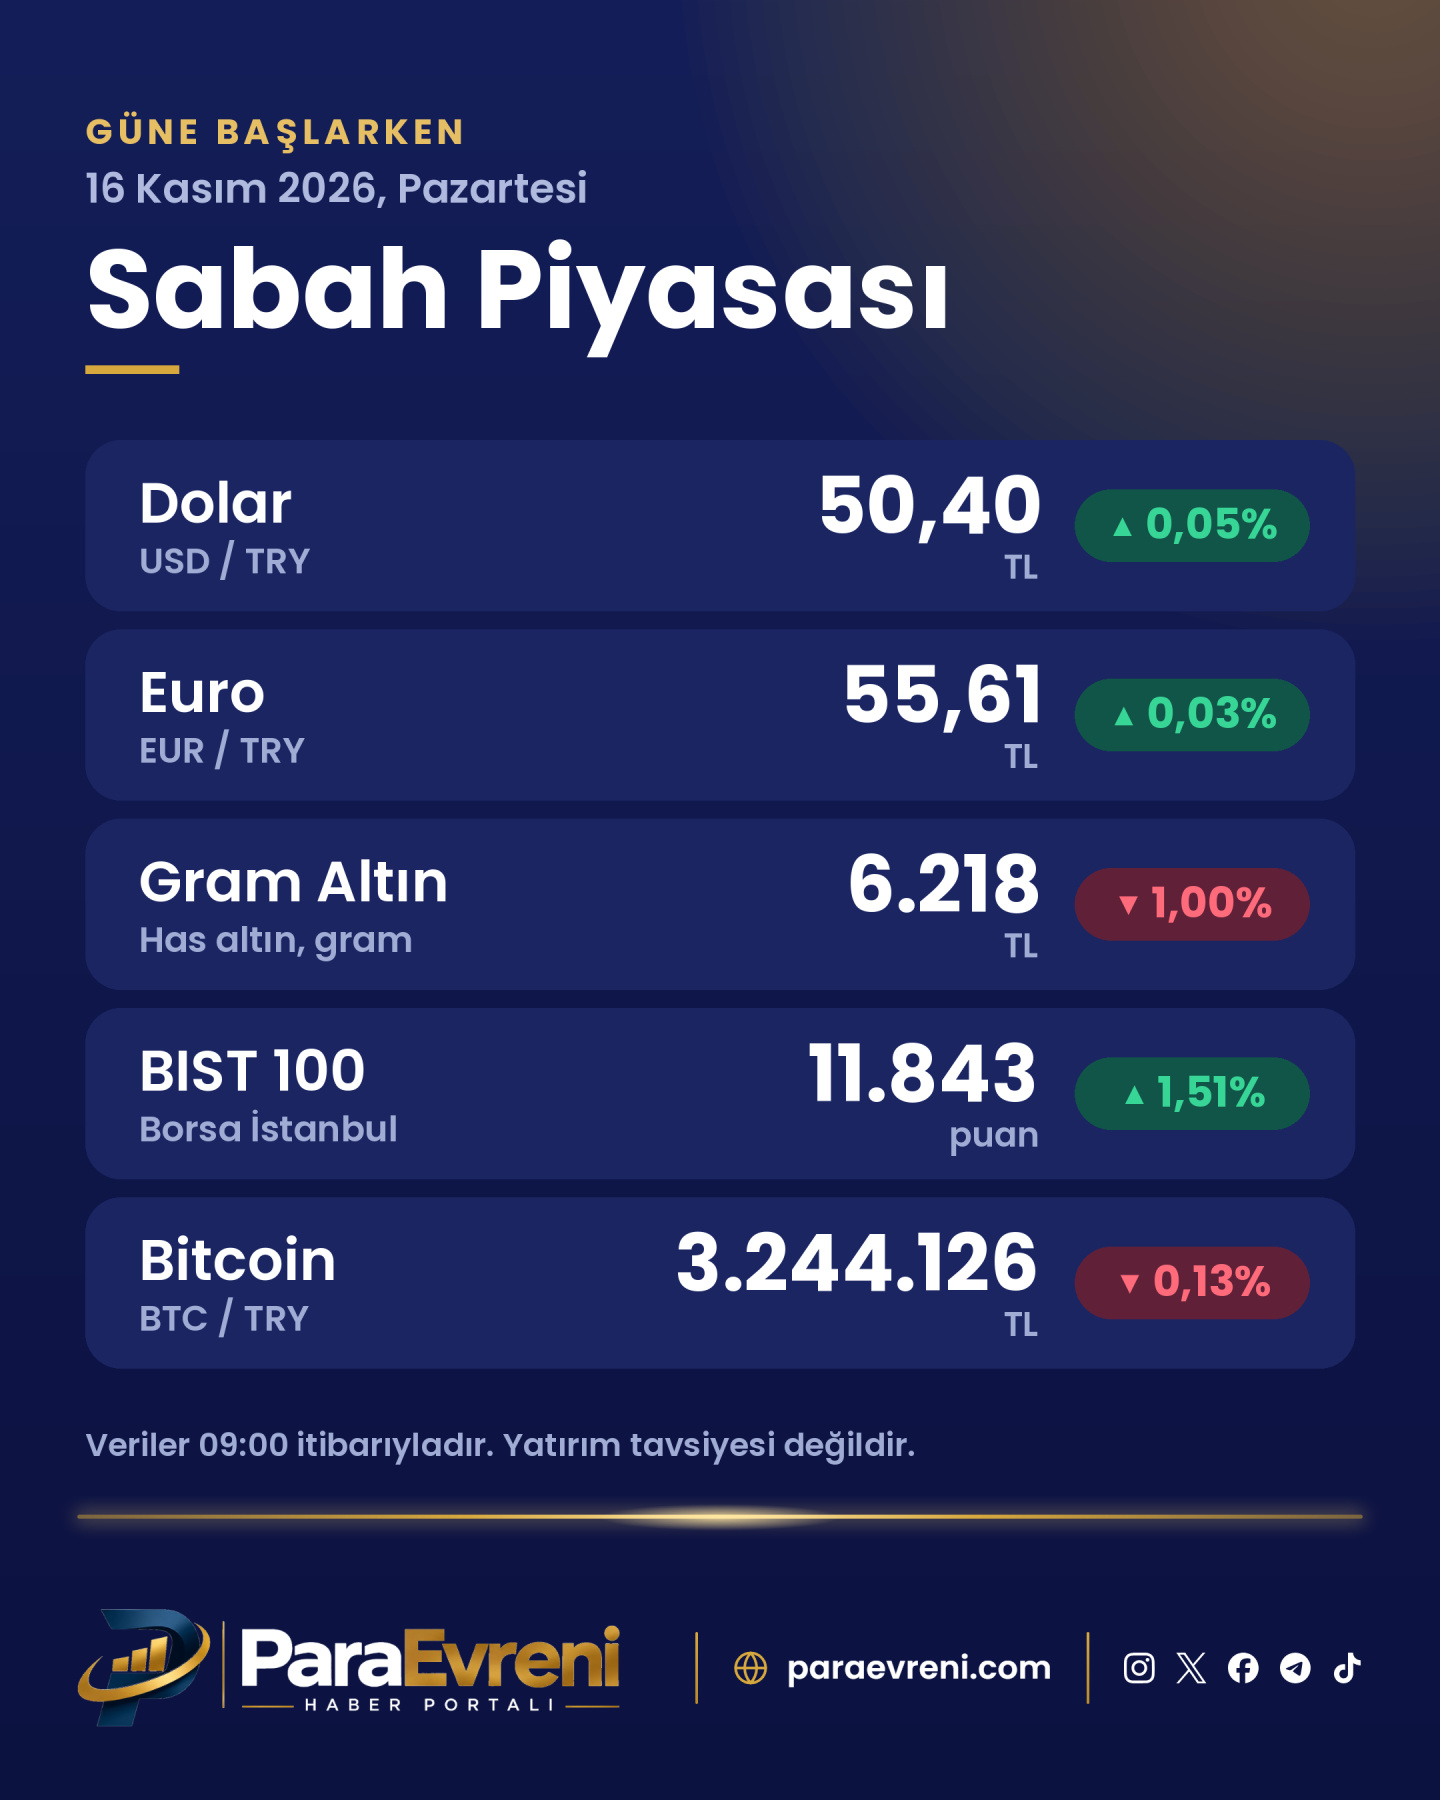 GÜNE BAŞLARKEN
16 Kasım 2026, Pazartesi
Sabah Piyasası
Dolar
USD / TRY
50,40
TL
▲ 0,05%
Euro
EUR / TRY
55,61
TL
▲ 0,03%
Gram Altın
Has altın, gram
6.218
TL
▼ 1,00%
BIST 100
Borsa İstanbul
11.843
puan
▲ 1,51%
Bitcoin
BTC / TRY
3.244.126
TL
▼ 0,13%
Veriler 09:00 itibarıyladır. Yatırım tavsiyesi değildir.
ParaEvreni
HABER PORTALI
paraevreni.com